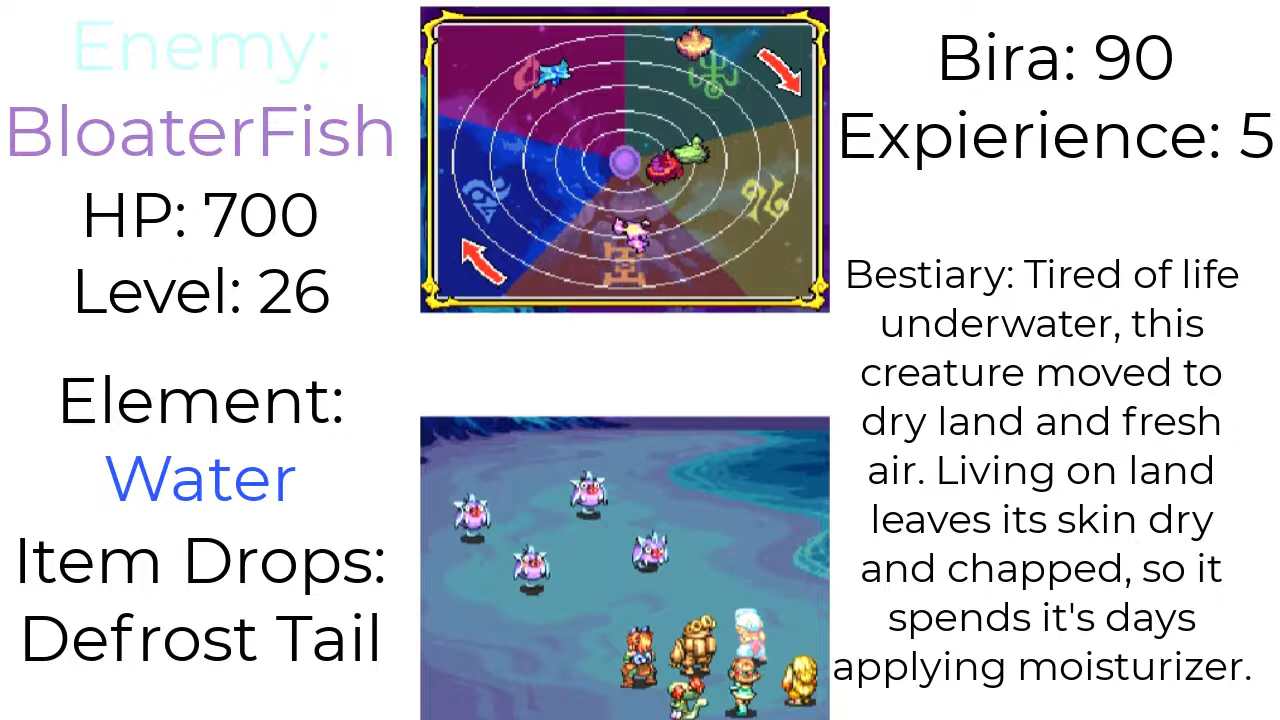 Enemy:
BloaterFish
HP: 700
Level: 26
Element:
Water
Item Drops:
Defrost Tail
Bira: 90
Expierience: 5
Bestiary: Tired of life
underwater, this
creature moved to
dry land and fresh
air. Living on land
leaves its skin dry
and chapped, so it
spends it's days
applying moisturizer.